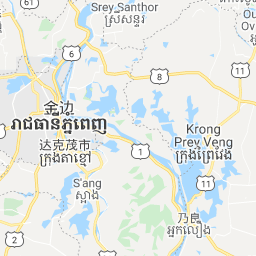 Srey Santhor
ស្រីសន្ធរ
Ou
Ov
6
8
11
金边
រាជធានីភ្នំពេញ
达克茂市
ក្រុងតាខ្មៅ
1
Krong
Prey Veng
ក្រុងព្រៃវែង
11
S'ang
ស្អាង
2
乃良
អ្នកលឿង
11
2
1